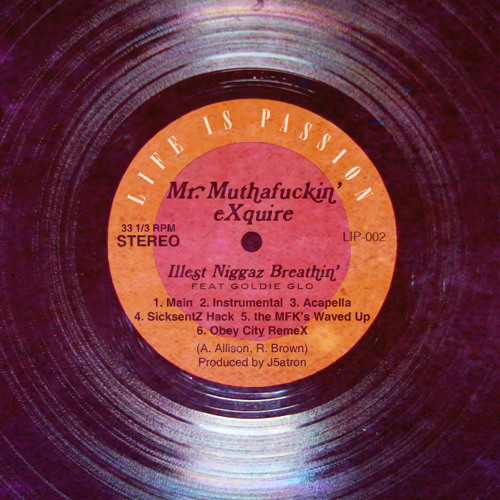 LIFE IS PASSION
Mr. Muthafuckin'
eXquire
33 1/3 RPM
STEREO
LIP-002
Illest Niggaz Breathin'
FEAT GOLDIE GLO
1. Main 2. Instrumental 3. Acapella
4. SicksentZ Hack 5. the MFK's Waved Up
6. Obey City RemeX
(A. Allison, R. Brown)
Produced by J5atron